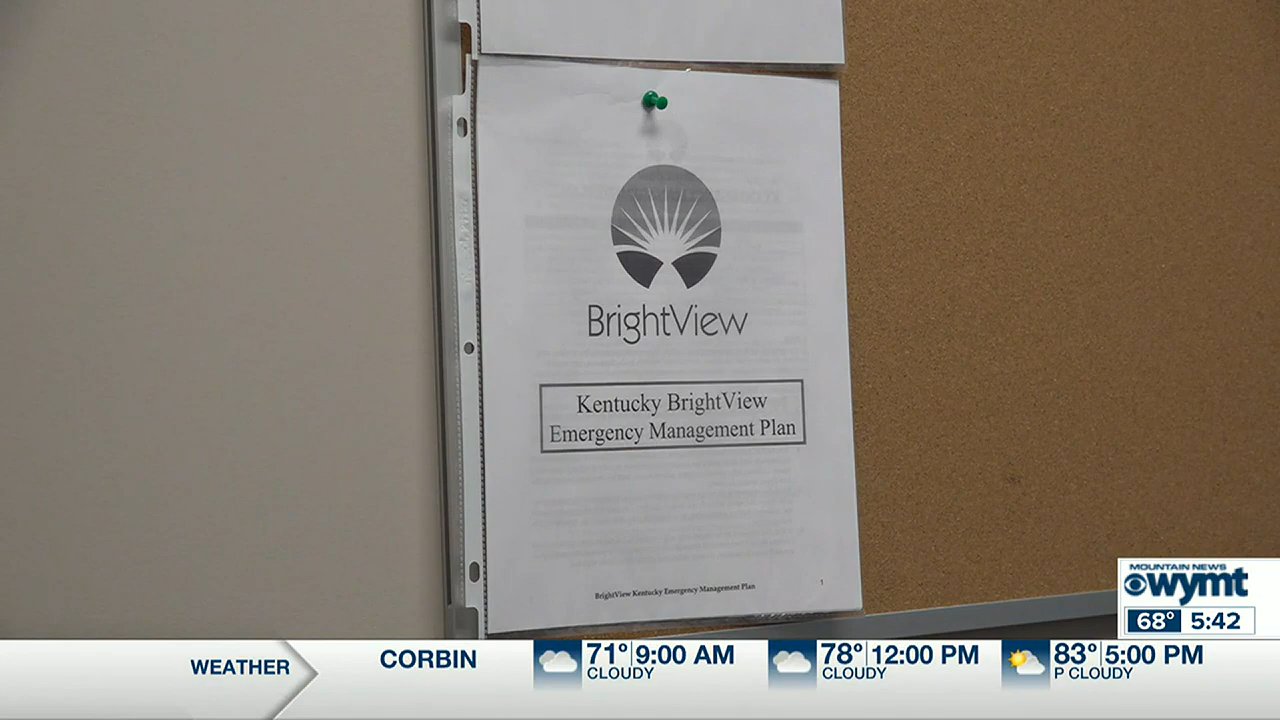 BrightView
Kentucky BrightView
Emergency Management Plan
BrightView Kentucky Emergency Management Plan
1
MOUNTAIN NEWS
wymt
68° 5:42
WEATHER
CORBIN
71° 9:00 AM
CLOUDY
78° 12:00 PM
CLOUDY
83° 5:00 PM
P CLOUDY